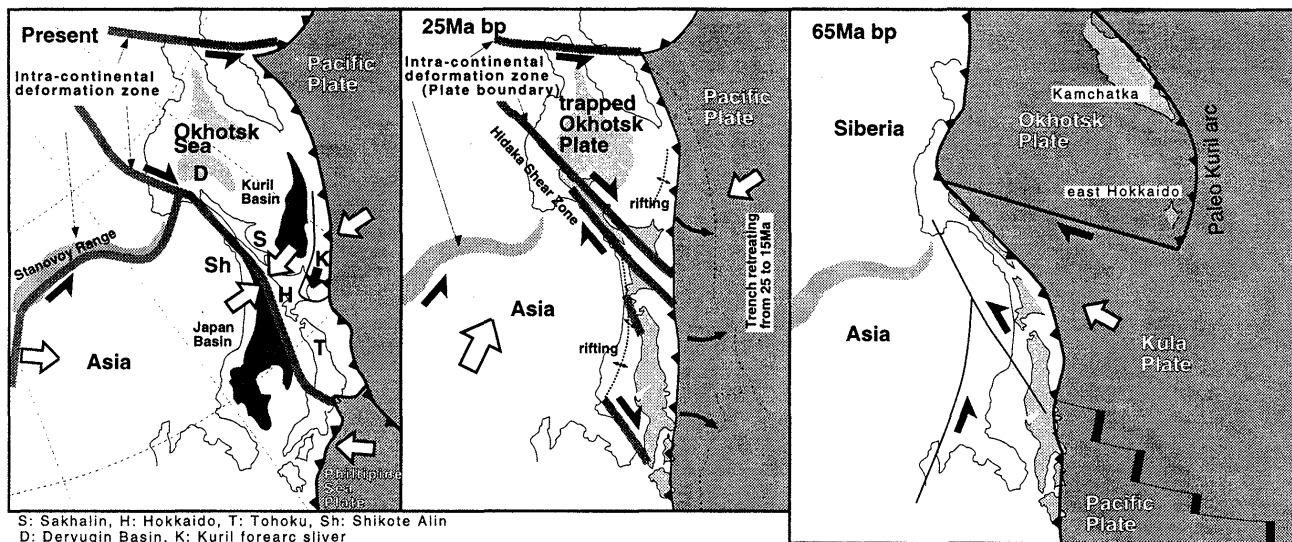 Present
Intra-continental
deformation zone
Pacific
Plate
Okhotsk
Sea
D
Kuril
Basin
Stanovoy Range
S
Sh
K
H
Japan
Basin
Asia
T
Phillipine
Sea
Plate
S: Sakhalin, H: Hokkaido, T: Tohoku, Sh: Shikote Alin
D: Deryugin Basin, K: Kuril forearc sliver
25Ma bp
Intra-continental
deformation zone
(Plate boundary)
trapped
Okhotsk
Plate
Pacific
Plate
Hidaka Shear Zone
rifting
Asia
rifting
Trench retreating
from 25 to 15Ma
65Ma bp
Kamchatka
Siberia
Okhotsk
Plate
Paleo Kuril arc
east Hokkaido
Asia
Kula
Plate
Pacific
Plate